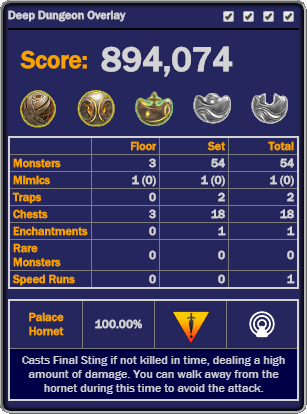 Deep Dungeon Overlay
Score: 894,074
Floor Set Total
Monsters 3 54 54
Mimics 1 (0) 1 (0) 1 (0)
Traps 0 2 2
Chests 3 18 18
Enchantments 0 1 1
Rare
Monsters 0 0 0
Speed Runs 0 0 1
Palace
Hornet 100.00%
Casts Final Sting if not killed in time, dealing a high
amount of damage. You can walk away from the
hornet during this time to avoid the attack.